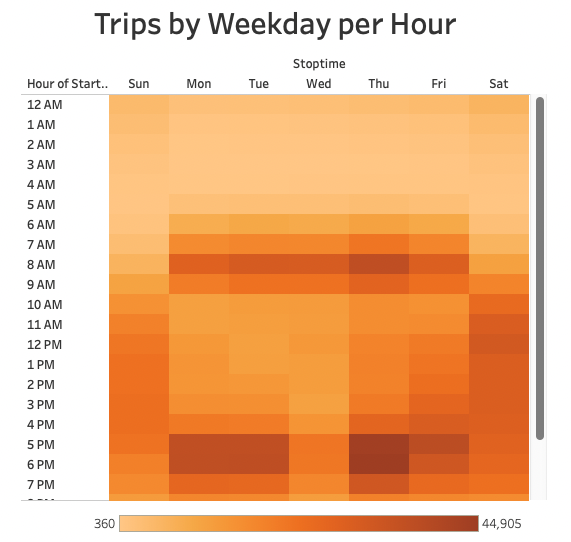 Trips by Weekday per Hour
Stoptime
Hour of Start.. Sun Mon Tue Wed Thu Fri Sat
12 AM
1 AM
2 AM
3 AM
4 AM
5 AM
6 AM
7 AM
8 AM
9 AM
10 AM
11 AM
12 PM
1 PM
2 PM
3 PM
4 PM
5 PM
6 PM
7 PM
360 44,905